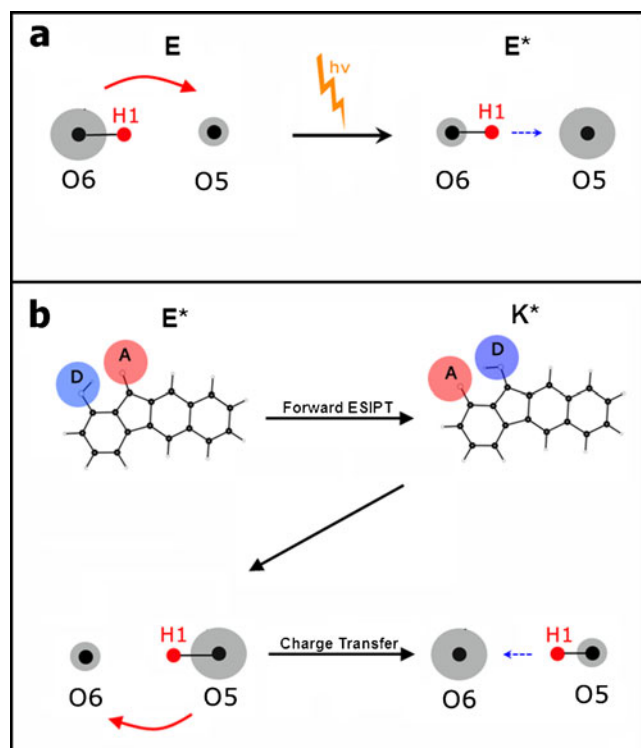 a
E
hν
E*
H1
H1
O6
O5
O6
O5
b
E*
K*
D
A
D
A
Forward ESIPT
H1
Charge Transfer
H1
O6
O5
O6
O5